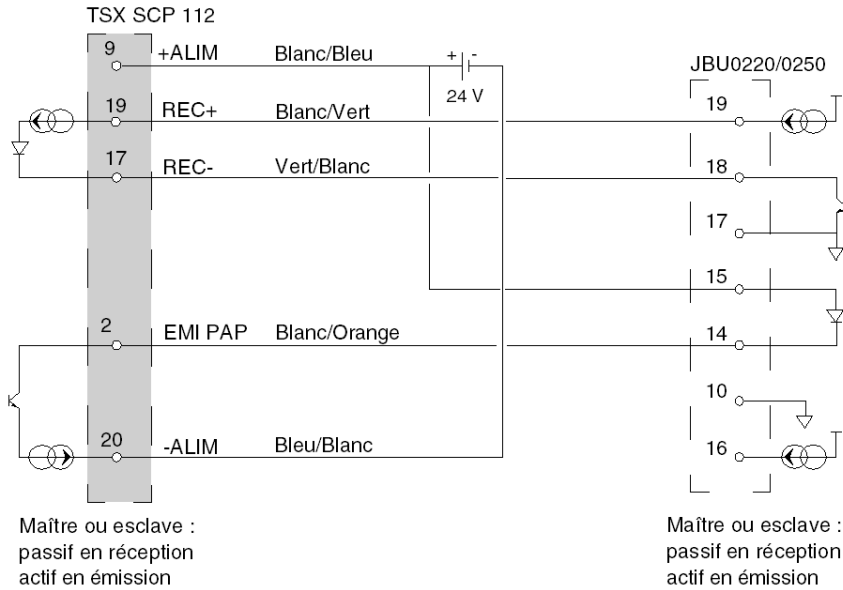 TSX SCP 112
9 +ALIM Blanc/Bleu + -
24 V
JBU0220/0250
19 REC+ Blanc/Vert 19
17 REC- Vert/Blanc 18
17
15
2 EMI PAP Blanc/Orange 14
10
20 -ALIM Bleu/Blanc 16
Maître ou esclave :
passif en réception
actif en émission
Maître ou esclave :
passif en réception
actif en émission